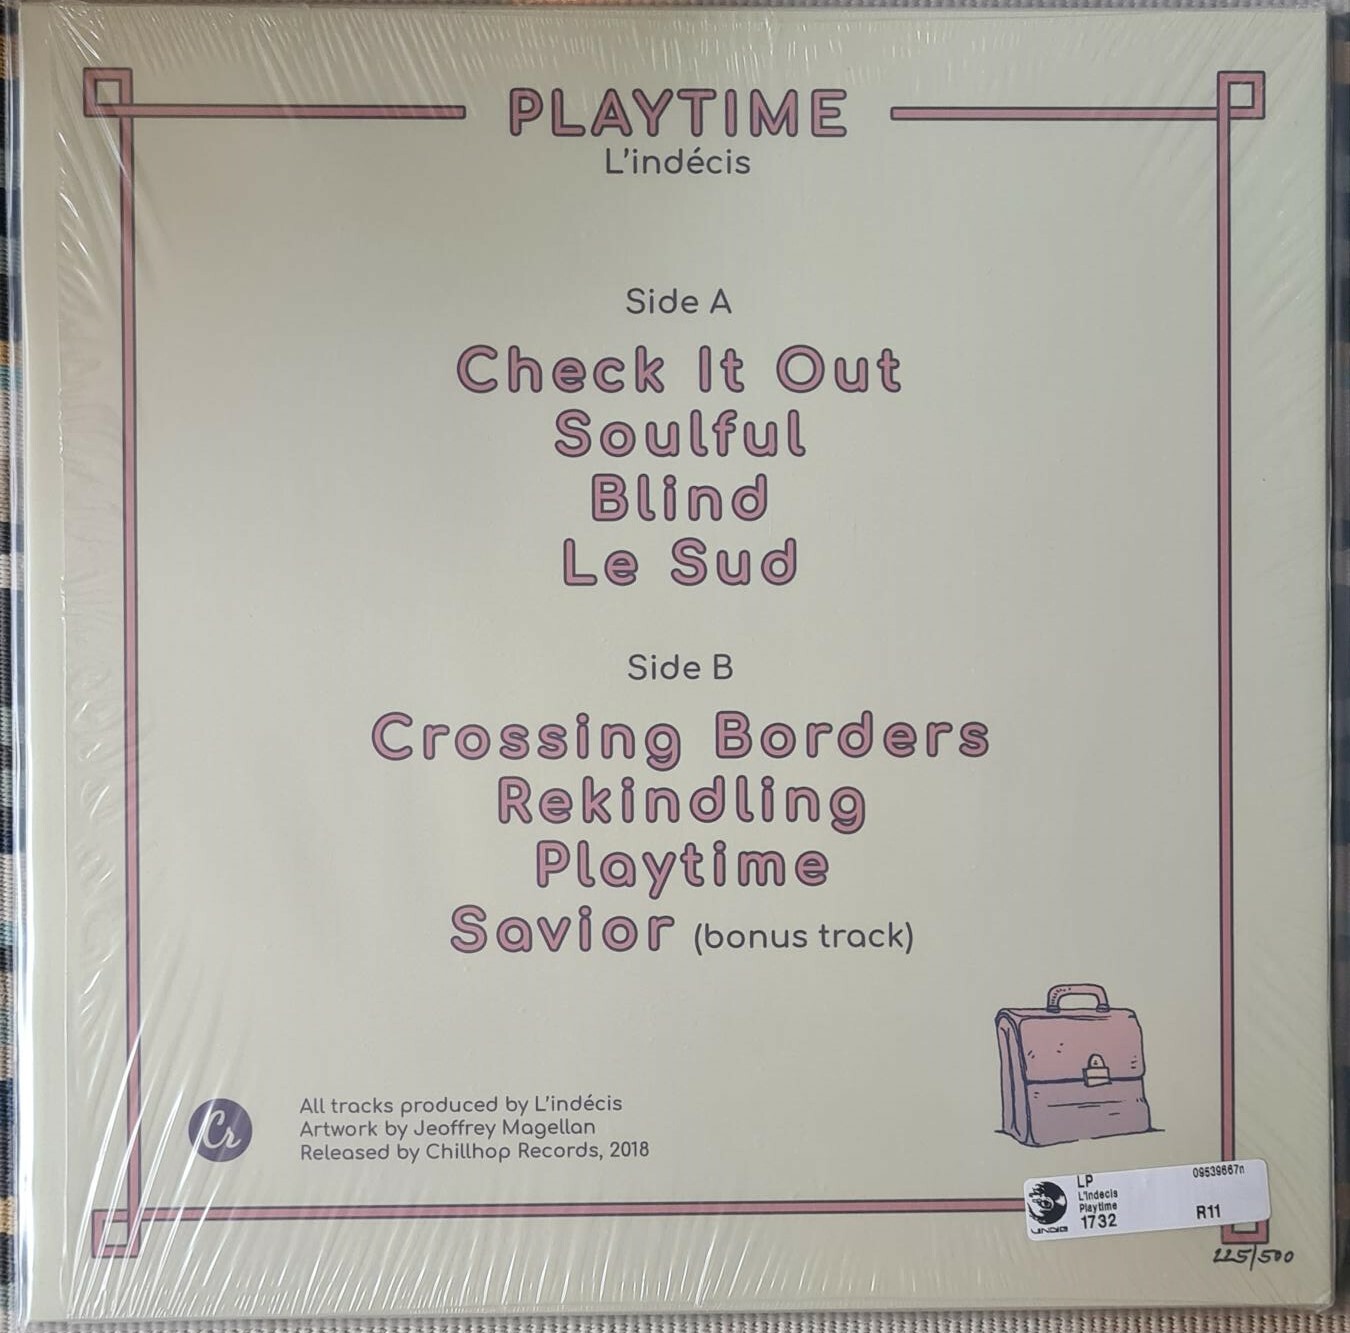 PLAYTIME
L'indécis
Side A
Check It Out
Soulful
Blind
Le Sud
Side B
Crossing Borders
Rekindling
Playtime
Savior (bonus track)
Cr
All tracks produced by L'indécis
Artwork by Jeoffrey Magellan
Released by Chillhop Records, 2018
LP
09539667n
L'Indecis
Playtime
1732
R11
225/500